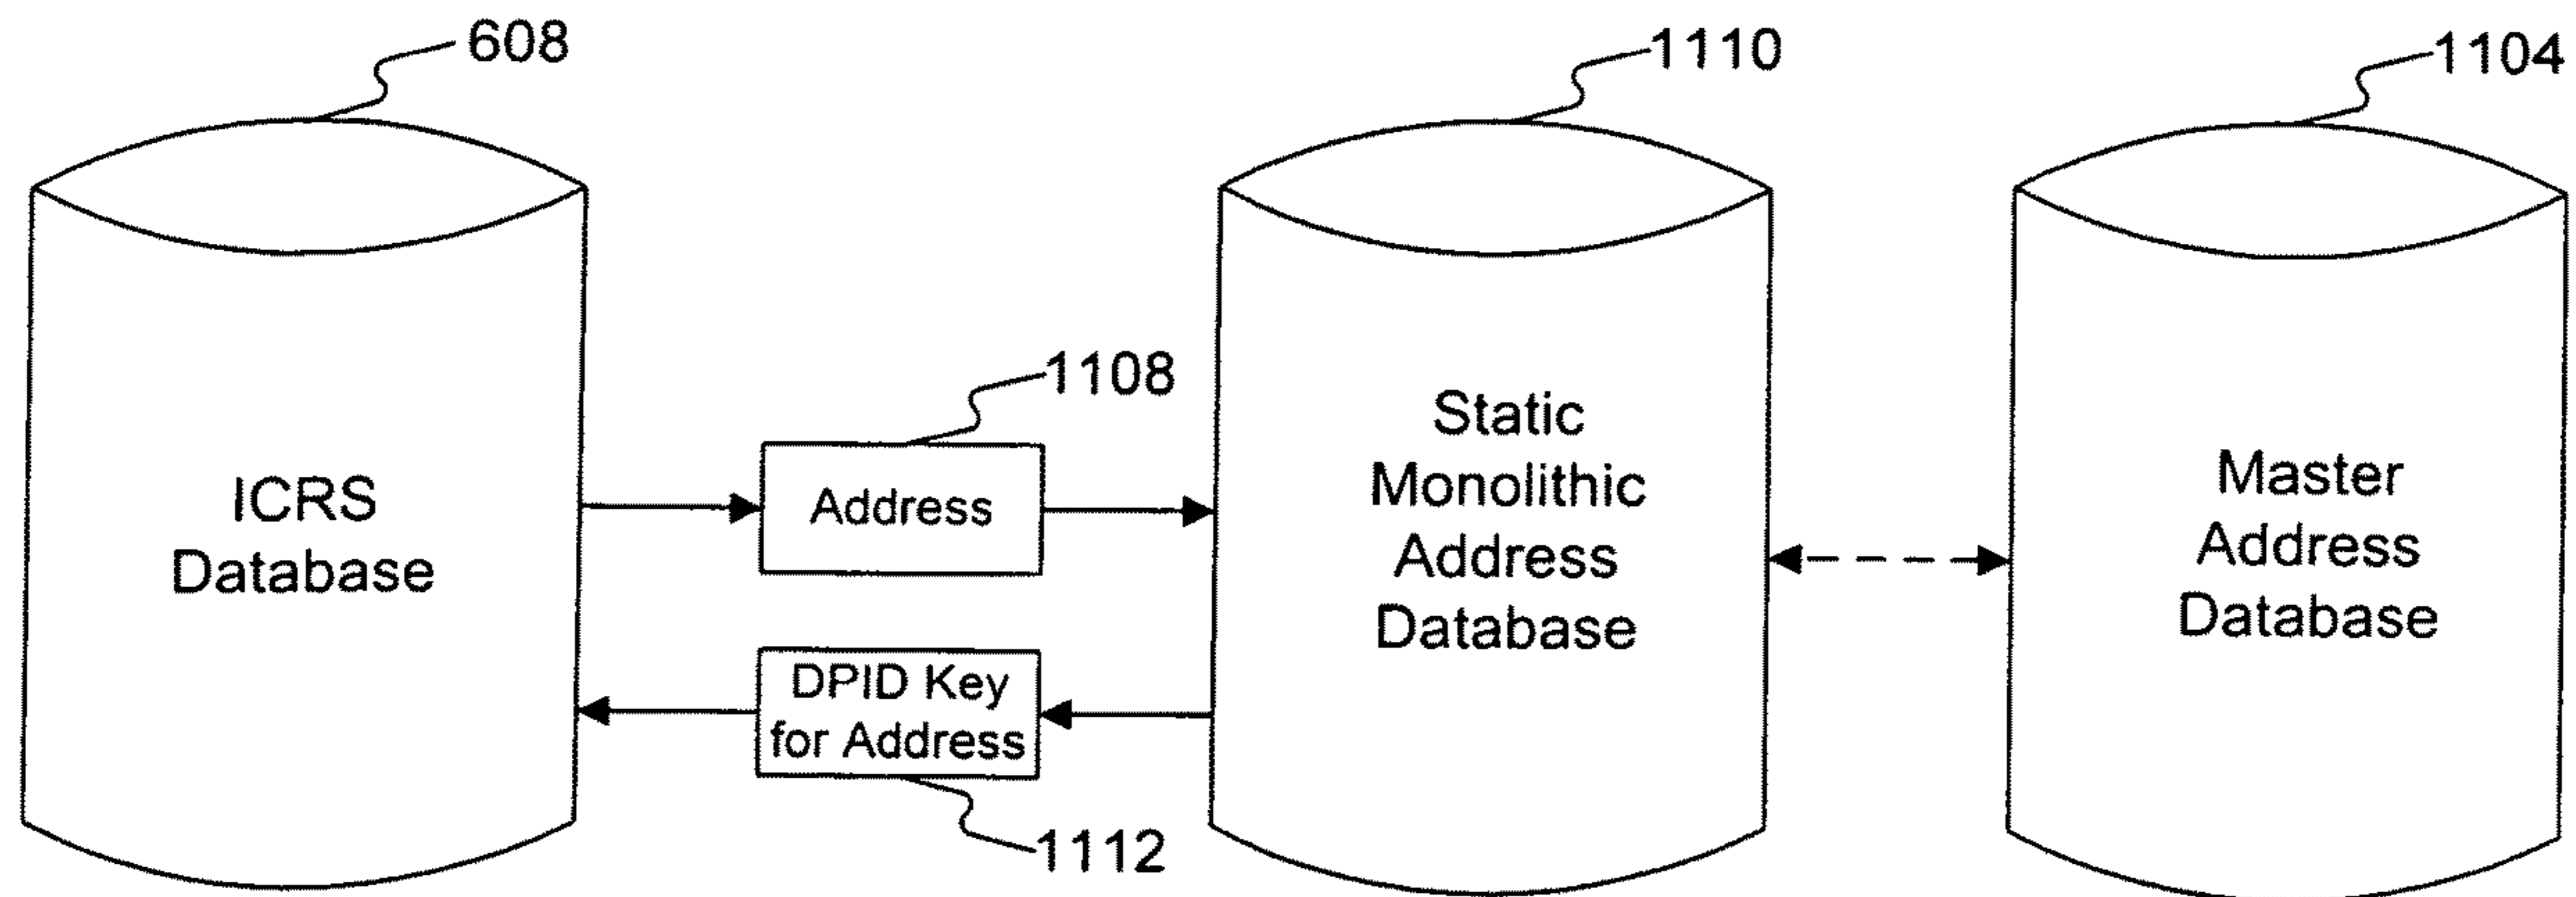 608
1110
1104
1108
ICRS
Database
Address
Static
Monolithic
Address
Database
Master
Address
Database
DPID Key
for Address
1112